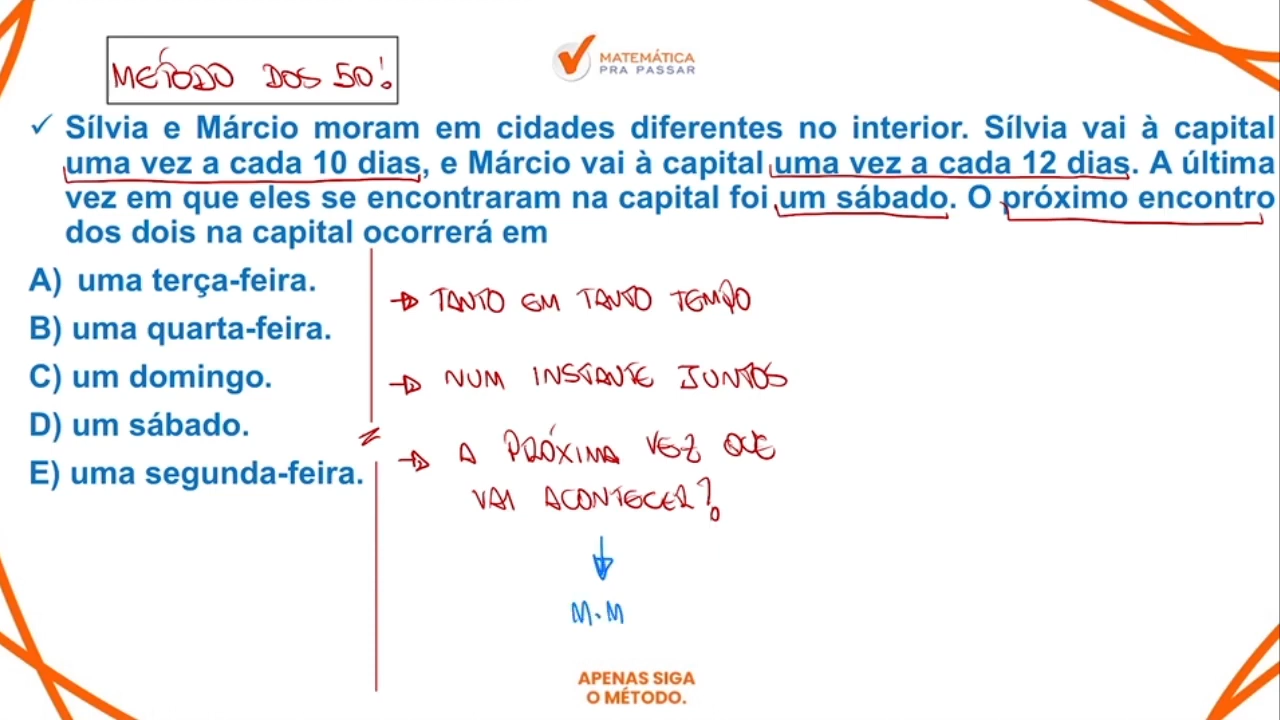 MÉTODO DOS 50!
MATEMÁTICA
PRA PASSAR
✓ Sílvia e Márcio moram em cidades diferentes no interior. Sílvia vai à capital
uma vez a cada 10 dias, e Márcio vai à capital uma vez a cada 12 dias. A última
vez em que eles se encontraram na capital foi um sábado. O próximo encontro
dos dois na capital ocorrerá em
A) uma terça-feira.
B) uma quarta-feira.
C) um domingo.
D) um sábado.
E) uma segunda-feira.
→ TANTO EM TANTO TEMPO
→ NUM INSTANTE JUNTOS
→ A PRÓXIMA VEZ QUE
VAI ACONTECER?
↓
M.M
APENAS SIGA
O MÉTODO.